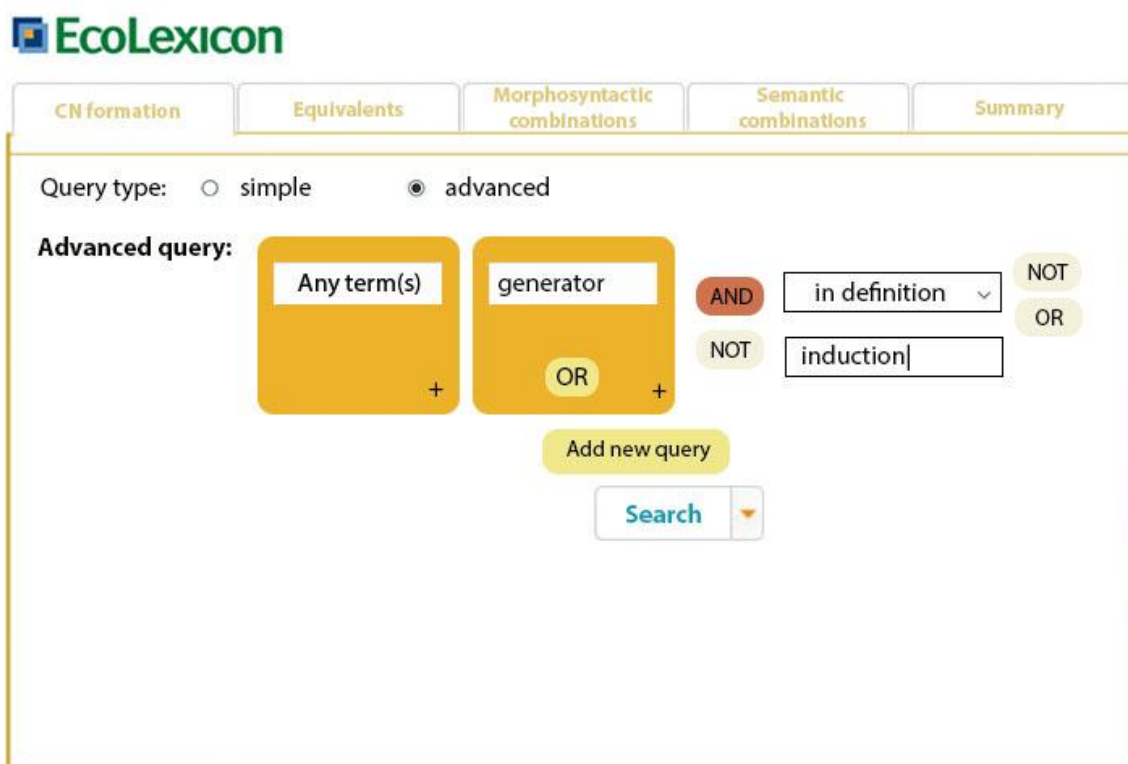 EcoLexicon
CN formation
Equivalents
Morphosyntactic
combinations
Semantic
combinations
Summary
Query type: simple advanced
Advanced query:
Any term(s)
+
generator
OR
+
AND
NOT
in definition
induction
NOT
OR
Add new query
Search